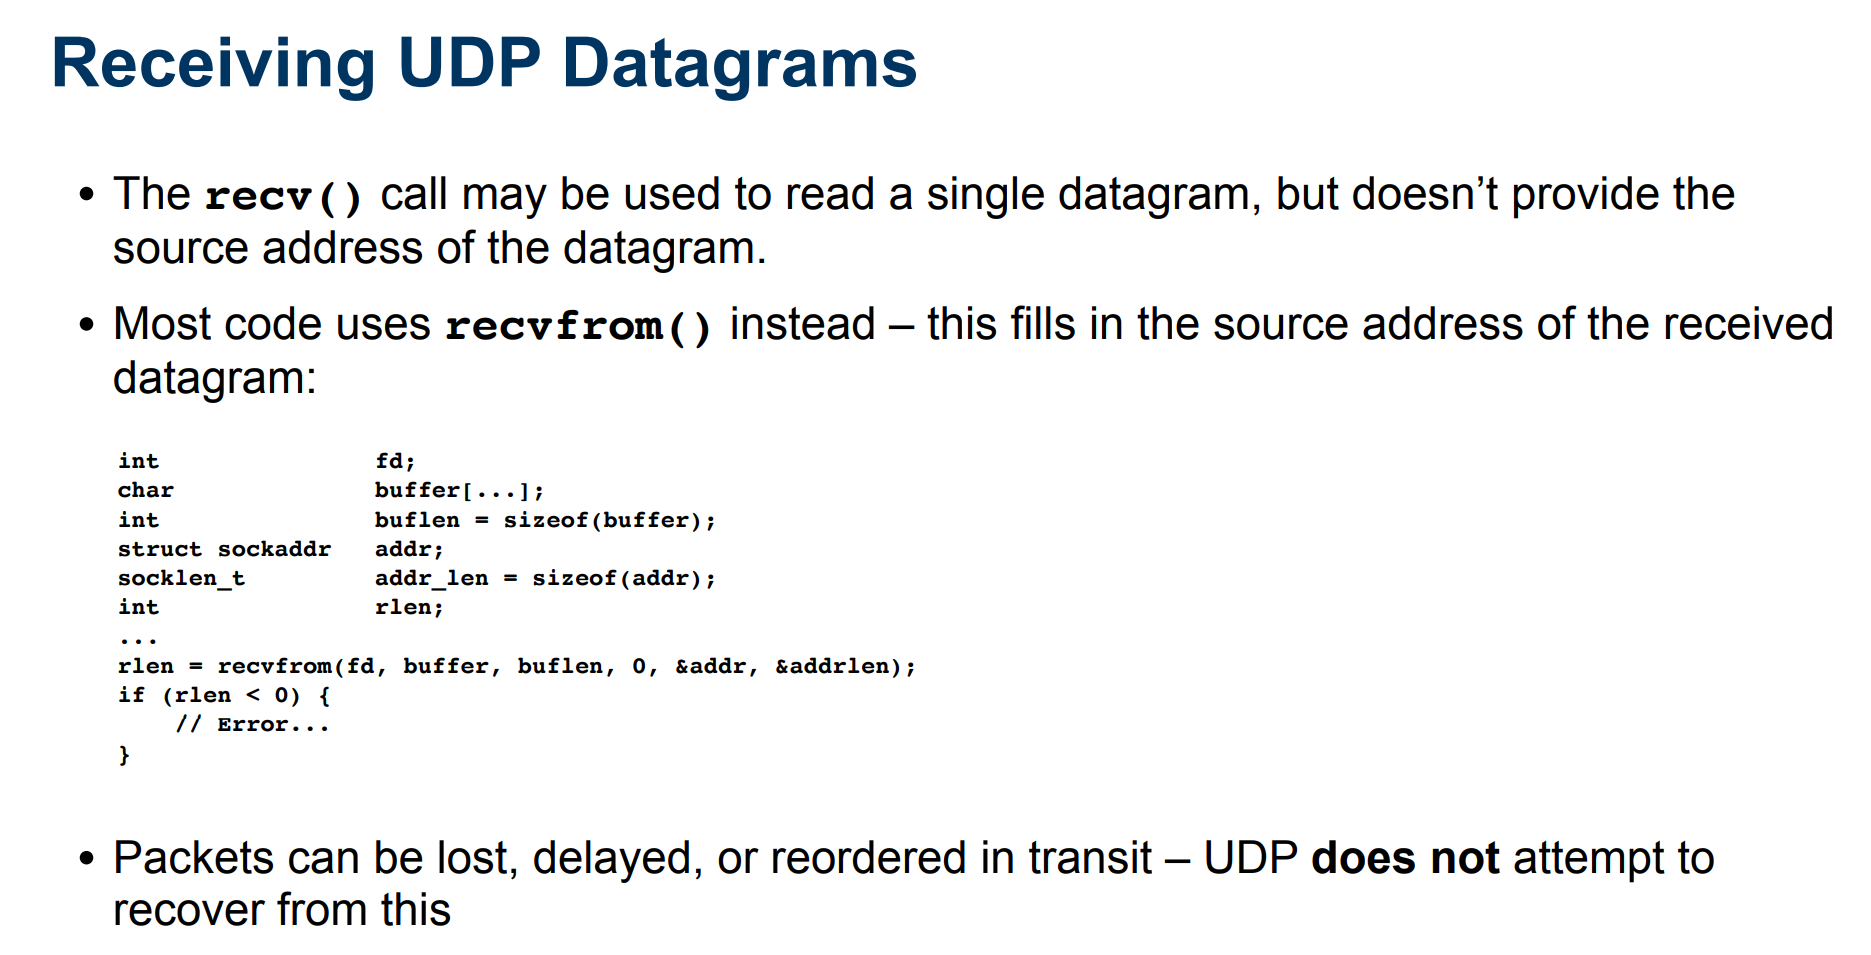 Receiving UDP Datagrams
• The recv() call may be used to read a single datagram, but doesn’t provide the
source address of the datagram.
• Most code uses recvfrom() instead – this fills in the source address of the received
datagram:
int fd;
char buffer[...];
int buflen = sizeof(buffer);
struct sockaddr addr;
socklen_t addr_len = sizeof(addr);
int rlen;
...
rlen = recvfrom(fd, buffer, buflen, 0, &addr, &addrlen);
if (rlen < 0) {
    // Error...
}
• Packets can be lost, delayed, or reordered in transit – UDP does not attempt to
recover from this